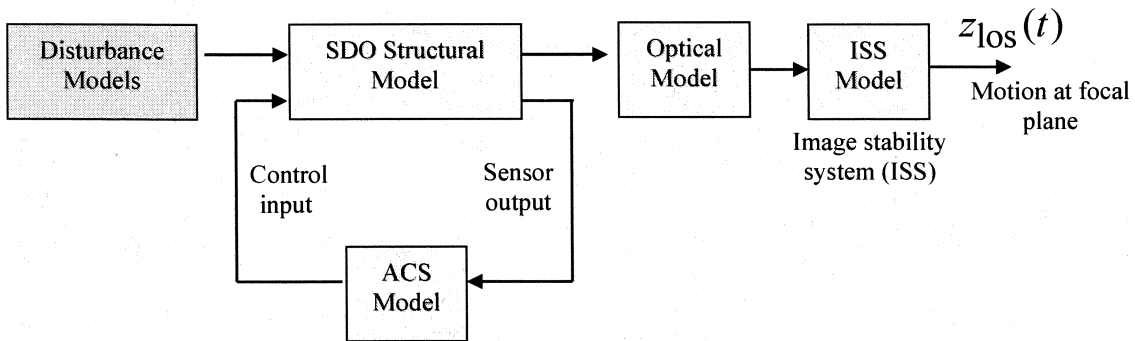 Disturbance
Models
SDO Structural
Model
Optical
Model
ISS
Model
z_los(t)
Motion at focal
plane
Image stability
system (ISS)
Control
input
Sensor
output
ACS
Model